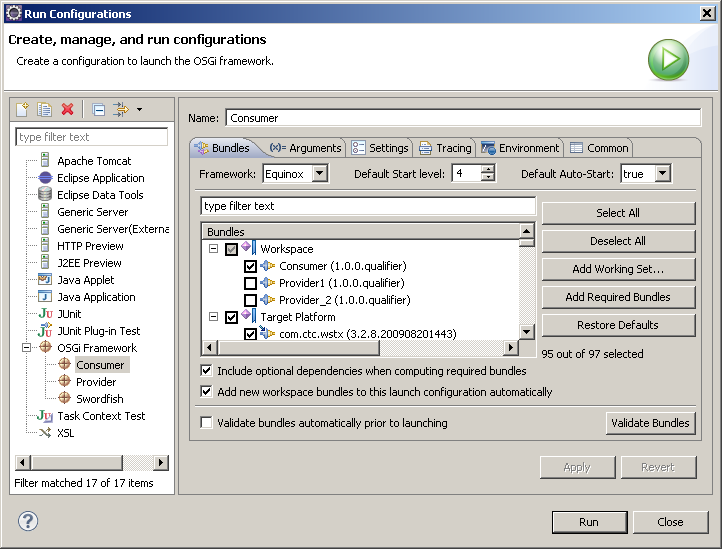 Run Configurations
Create, manage, and run configurations
Create a configuration to launch the OSGi framework.
type filter text
Apache Tomcat
Eclipse Application
Eclipse Data Tools
Generic Server
Generic Server(Externa
HTTP Preview
J2EE Preview
Java Applet
Java Application
JUnit
JUnit Plug-in Test
OSGi Framework
Consumer
Provider
Swordfish
Task Context Test
XSL
Filter matched 17 of 17 items
Name: Consumer
Bundles (x)= Arguments Settings Tracing Environment Common
Framework: Equinox Default Start level: 4 Default Auto-Start: true
type filter text
Bundles
Workspace
Consumer (1.0.0.qualifier)
Provider1 (1.0.0.qualifier)
Provider_2 (1.0.0.qualifier)
Target Platform
com.ctc.wstx (3.2.8.200908201443)
Select All
Deselect All
Add Working Set...
Add Required Bundles
Restore Defaults
95 out of 97 selected
Include optional dependencies when computing required bundles
Add new workspace bundles to this launch configuration automatically
Validate bundles automatically prior to launching
Validate Bundles
Apply Revert
? Run Close